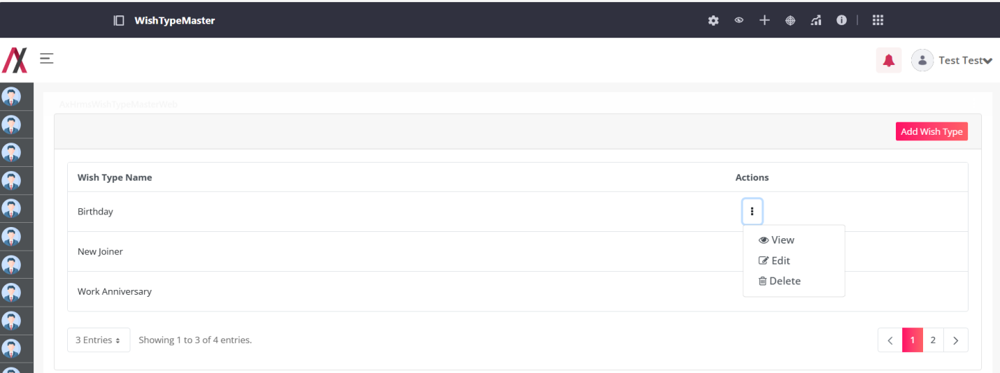 WishTypeMaster
Test Test
AxHrmsWishTypeMasterWeb
Add Wish Type
Wish Type Name Actions
Birthday
View
New Joiner
Edit
Delete
Work Anniversary
3 Entries Showing 1 to 3 of 4 entries.
1 2